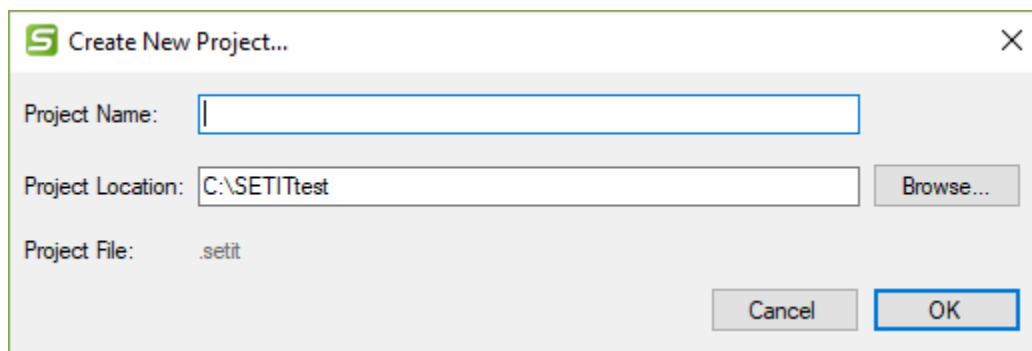 Create New Project...
Project Name:
Project Location: C:\SETITtest Browse...
Project File: .setit
Cancel OK